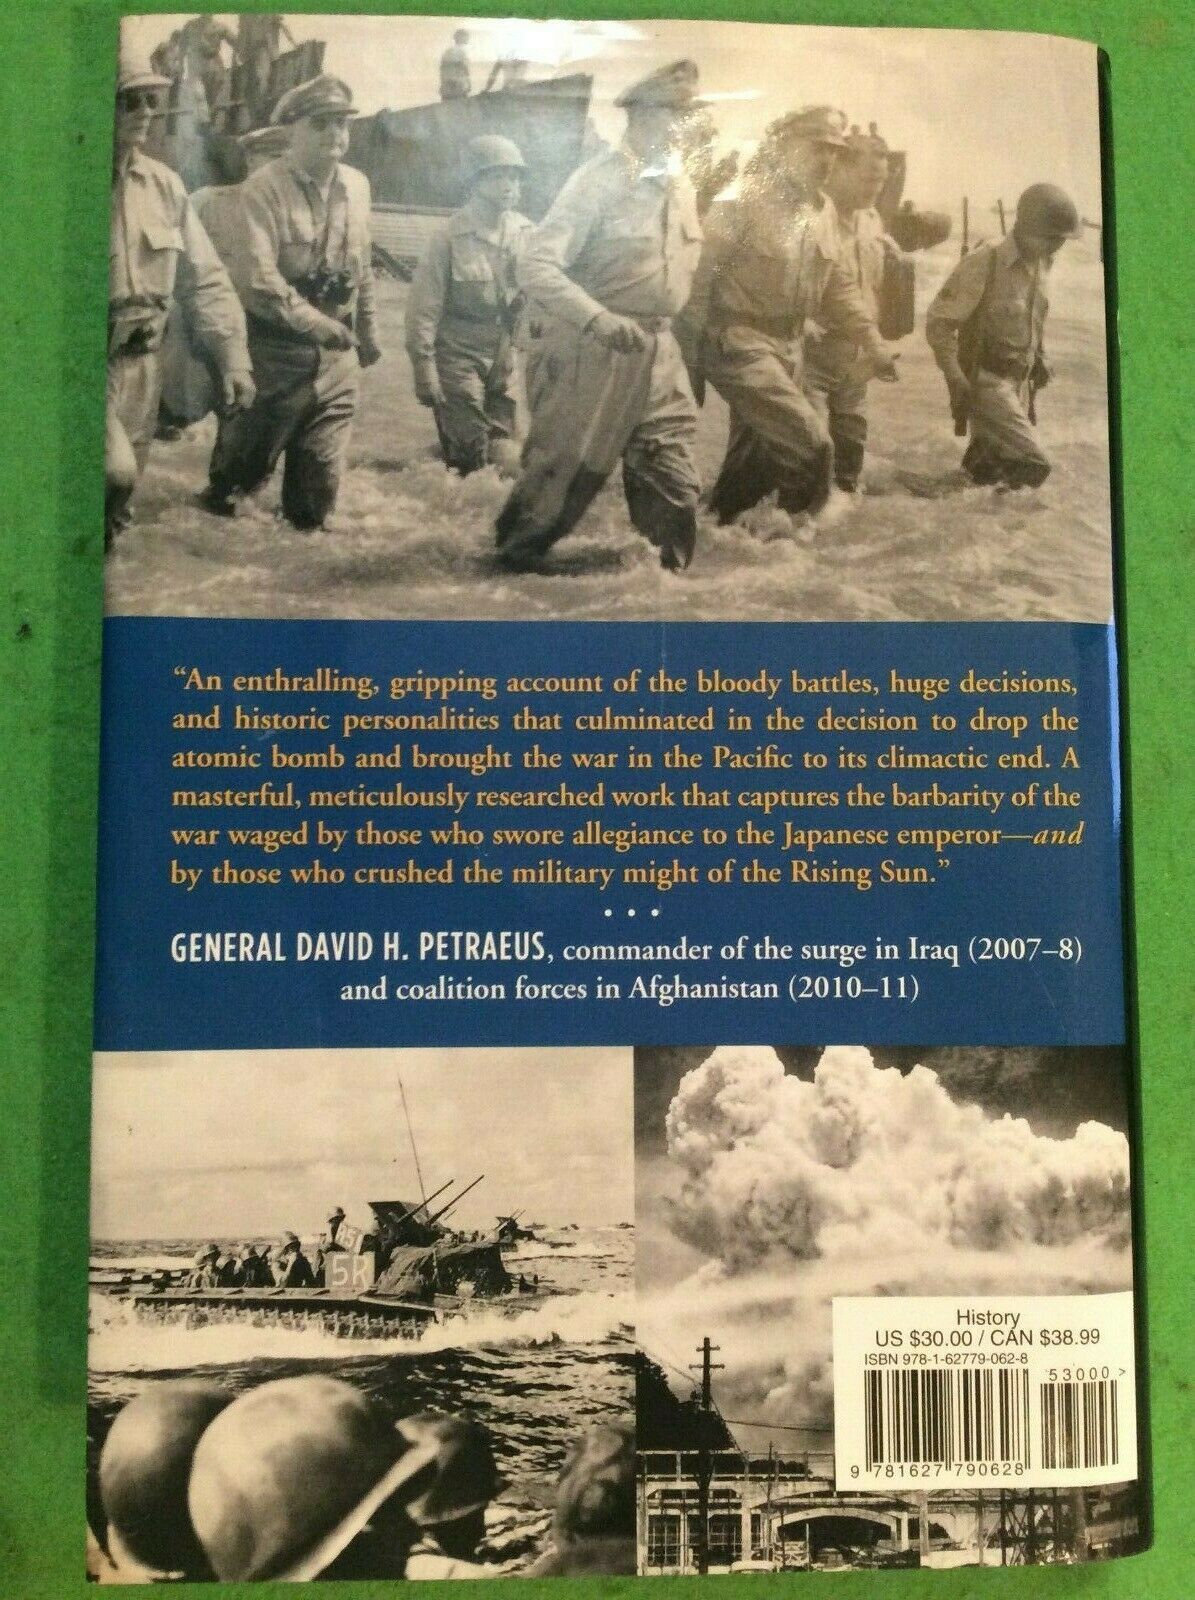 5R
“An enthralling, gripping account of the bloody battles, huge decisions,
and historic personalities that culminated in the decision to drop the
atomic bomb and brought the war in the Pacific to its climactic end. A
masterful, meticulously researched work that captures the barbarity of the
war waged by those who swore allegiance to the Japanese emperor—and
by those who crushed the military might of the Rising Sun.”
• • •
GENERAL DAVID H. PETRAEUS, commander of the surge in Iraq (2007–8)
and coalition forces in Afghanistan (2010–11)
History
US $30.00 / CAN $38.99
ISBN 978-1-62779-062-8
53000>
9 781627 790628